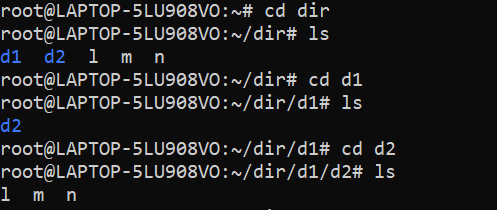 root@LAPTOP-5LU908VO:~# cd dir
root@LAPTOP-5LU908VO:~/dir# ls
d1  d2  l  m  n
root@LAPTOP-5LU908VO:~/dir# cd d1
root@LAPTOP-5LU908VO:~/dir/d1# ls
d2
root@LAPTOP-5LU908VO:~/dir/d1# cd d2
root@LAPTOP-5LU908VO:~/dir/d1/d2# ls
l  m  n